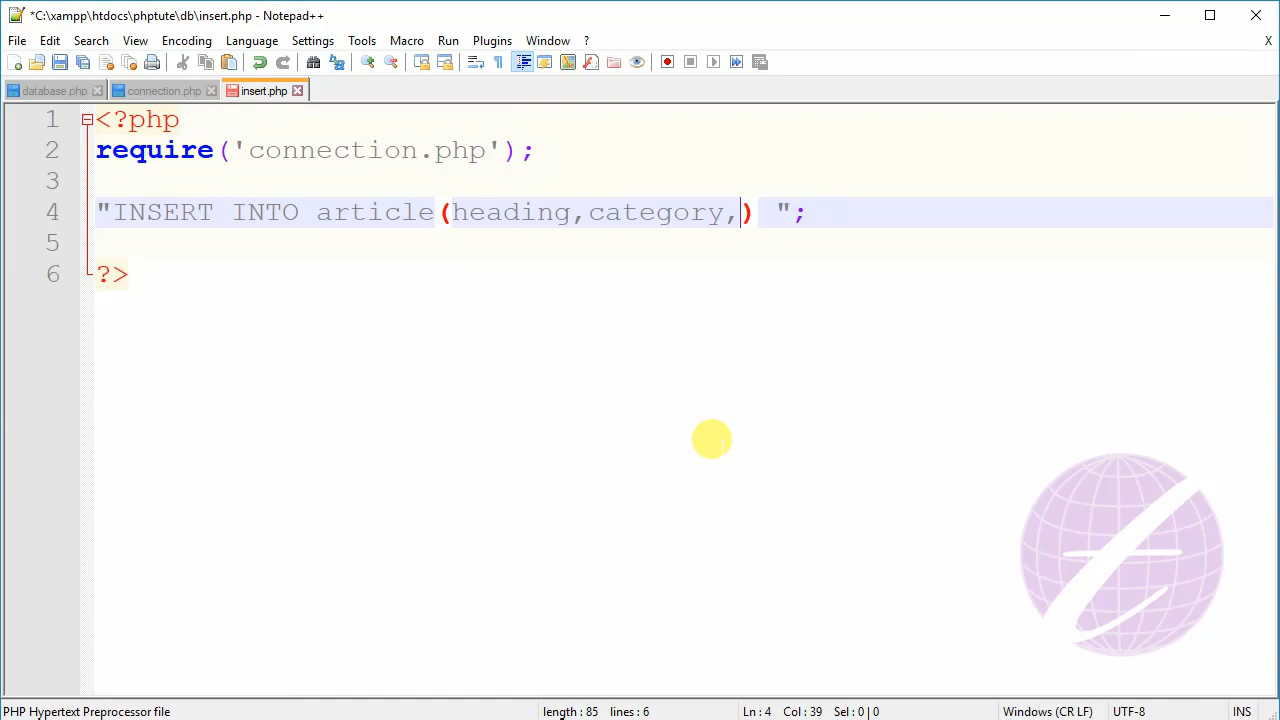 *C:\xampp\htdocs\phptute\db\insert.php - Notepad++
File Edit Search View Encoding Language Settings Tools Macro Run Plugins Window ? X
database.php connection.php insert.php
1 <?php
2 require('connection.php');
3
4 "INSERT INTO article(heading,category,)  ";
5
6 ?>
PHP Hypertext Preprocessor file length : 85 lines : 6 Ln : 4 Col : 39 Sel : 0 | 0 Windows (CR LF) UTF-8 INS